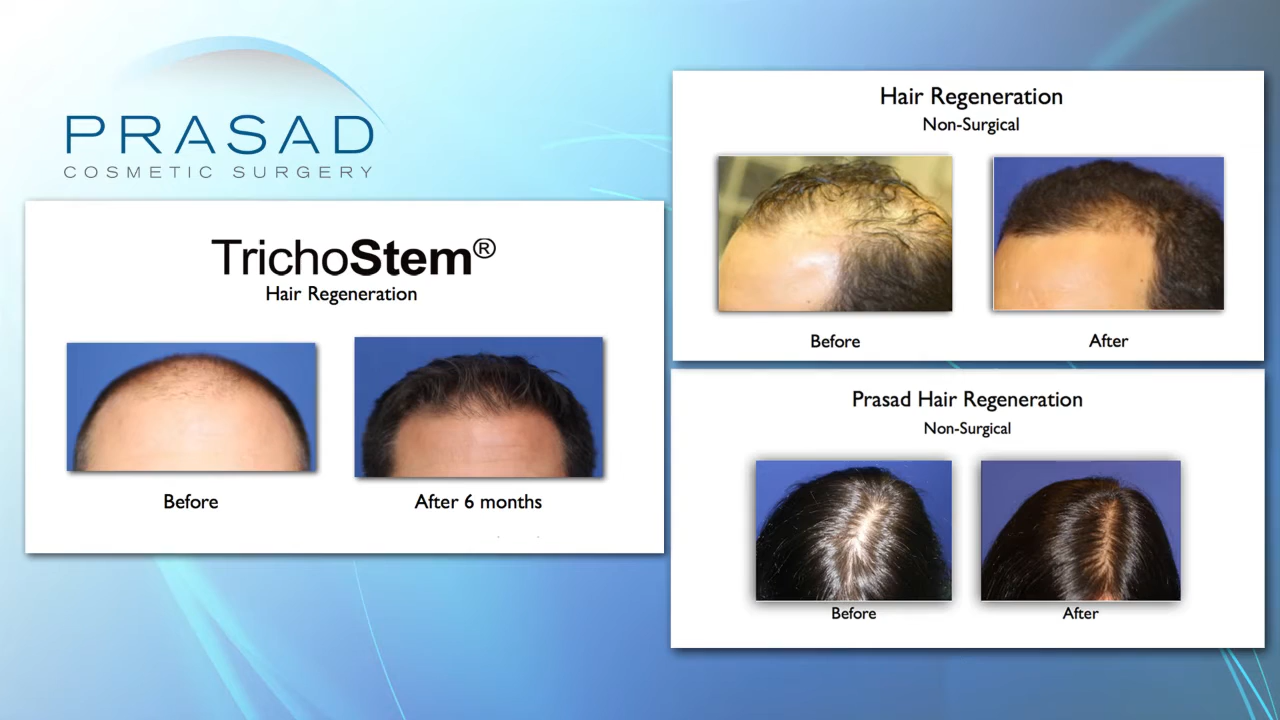 PRASAD
COSMETIC SURGERY
TrichoStem®
Hair Regeneration
Before
After 6 months
Hair Regeneration
Non-Surgical
Before
After
Prasad Hair Regeneration
Non-Surgical
Before
After